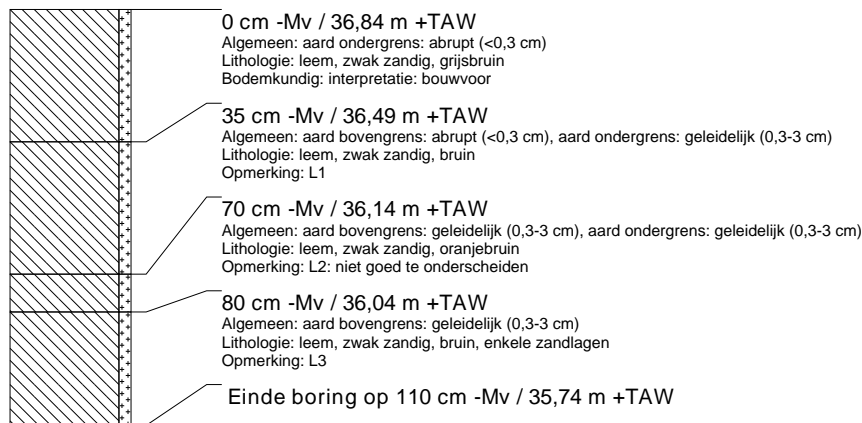 0 cm -Mv / 36,84 m +TAW
Algemeen: aard ondergrens: abrupt (<0,3 cm)
Lithologie: leem, zwak zandig, grijsbruin
Bodemkundig: interpretatie: bouwvoor
35 cm -Mv / 36,49 m +TAW
Algemeen: aard bovengrens: abrupt (<0,3 cm), aard ondergrens: geleidelijk (0,3-3 cm)
Lithologie: leem, zwak zandig, bruin
Opmerking: L1
70 cm -Mv / 36,14 m +TAW
Algemeen: aard bovengrens: geleidelijk (0,3-3 cm), aard ondergrens: geleidelijk (0,3-3 cm)
Lithologie: leem, zwak zandig, oranjebruin
Opmerking: L2: niet goed te onderscheiden
80 cm -Mv / 36,04 m +TAW
Algemeen: aard bovengrens: geleidelijk (0,3-3 cm)
Lithologie: leem, zwak zandig, bruin, enkele zandlagen
Opmerking: L3
Einde boring op 110 cm -Mv / 35,74 m +TAW